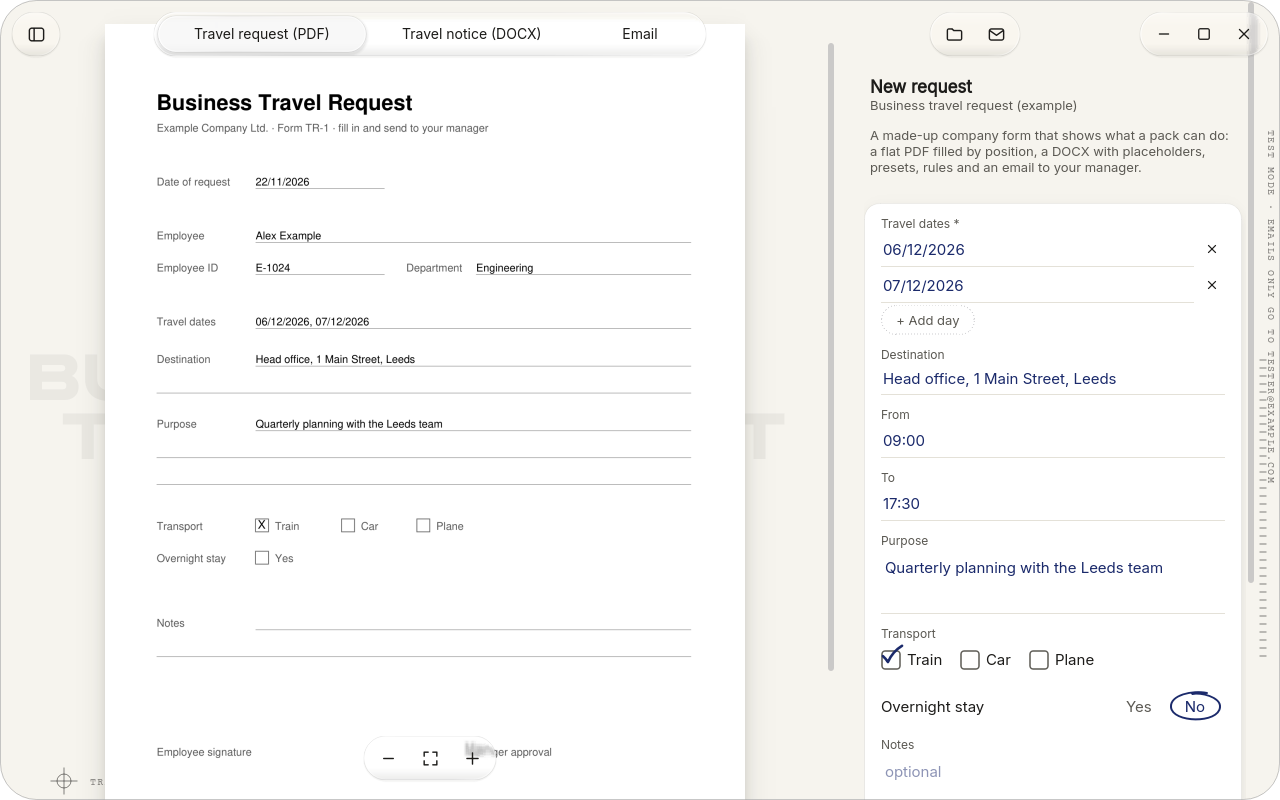 Travel request (PDF)
Travel notice (DOCX)
Email
Business Travel Request
Example Company Ltd. · Form TR-1 · fill in and send to your manager
Date of request 22/11/2026
Employee Alex Example
Employee ID E-1024 Department Engineering
Travel dates 06/12/2026, 07/12/2026
Destination Head office, 1 Main Street, Leeds
Purpose Quarterly planning with the Leeds team
Transport X Train Car Plane
Overnight stay Yes
Notes
Employee signature
ger approval
New request
Business travel request (example)
A made-up company form that shows what a pack can do:
a flat PDF filled by position, a DOCX with placeholders,
presets, rules and an email to your manager.
Travel dates *
06/12/2026
07/12/2026
+ Add day
Destination
Head office, 1 Main Street, Leeds
From
09:00
To
17:30
Purpose
Quarterly planning with the Leeds team
Transport
Train Car Plane
Overnight stay Yes No
Notes
optional
TEST MODE · EMAILS ONLY GO TO TESTER@EXAMPLE.COM
BU
T T
TR